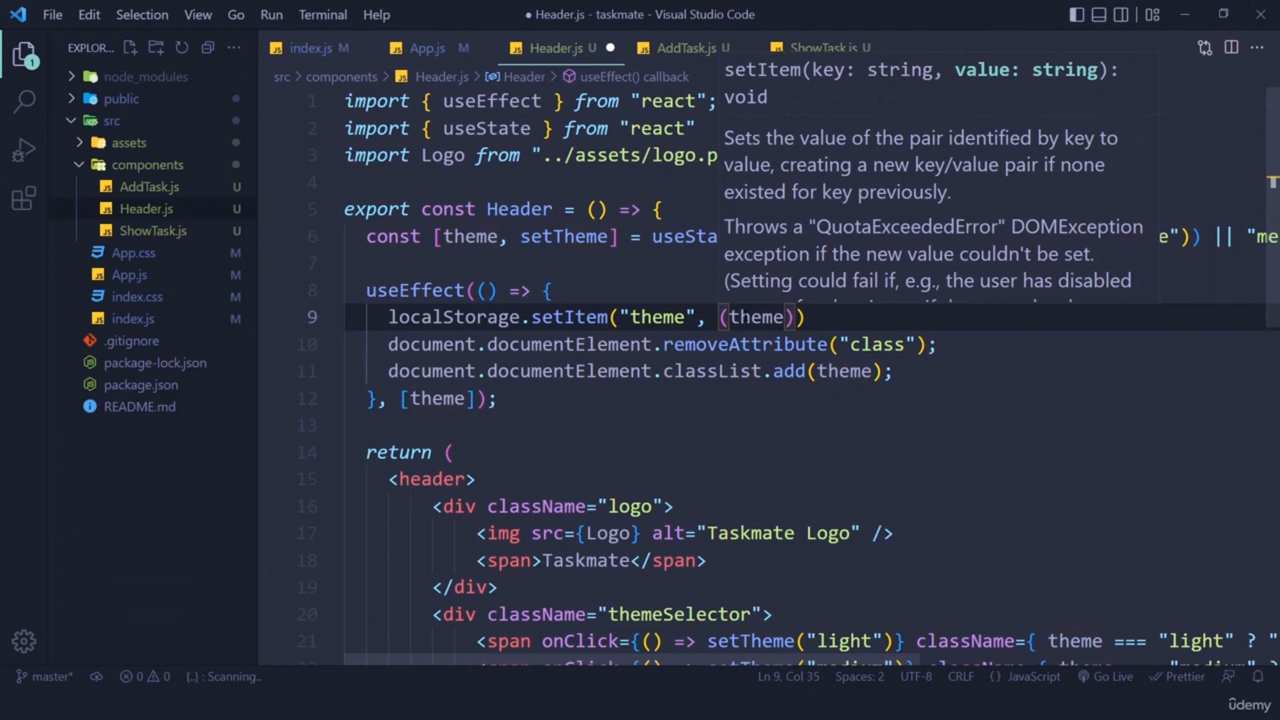 File Edit Selection View Go Run Terminal Help
● Header.js - taskmate - Visual Studio Code
EXPLOR...
index.js M
App.js M
Header.js U ●
AddTask.js U
ShowTask.js U
src > components > Header.js > Header > useEffect() callback
1
node_modules
public
src
assets
components
AddTask.js U
Header.js U
ShowTask.js U
App.css M
App.js M
index.css M
index.js M
.gitignore
package-lock.json
package.json
README.md
1 import { useEffect } from "react";
2 import { useState } from "react"
3 import Logo from "../assets/logo.p
4
5 export const Header = () => {
6 const [theme, setTheme] = useSta e")) || "me
7
8 useEffect(() => {
9 localStorage.setItem("theme", (theme))
10 document.documentElement.removeAttribute("class");
11 document.documentElement.classList.add(theme);
12 }, [theme]);
13
14 return (
15 <header>
16 <div className="logo">
17 <img src={Logo} alt="Taskmate Logo" />
18 <span>Taskmate</span>
19 </div>
20 <div className="themeSelector">
21 <span onClick={() => setTheme("light")} className={ theme === "light" ? "
setItem(key: string, value: string):
void
Sets the value of the pair identified by key to
value, creating a new key/value pair if none
existed for key previously.
Throws a "QuotaExceededError" DOMException
exception if the new value couldn't be set.
(Setting could fail if, e.g., the user has disabled
master* 0 0 {..} : Scanning.. Ln 9, Col 35 Spaces: 2 UTF-8 CRLF {} JavaScript Go Live Prettier
ûdemy